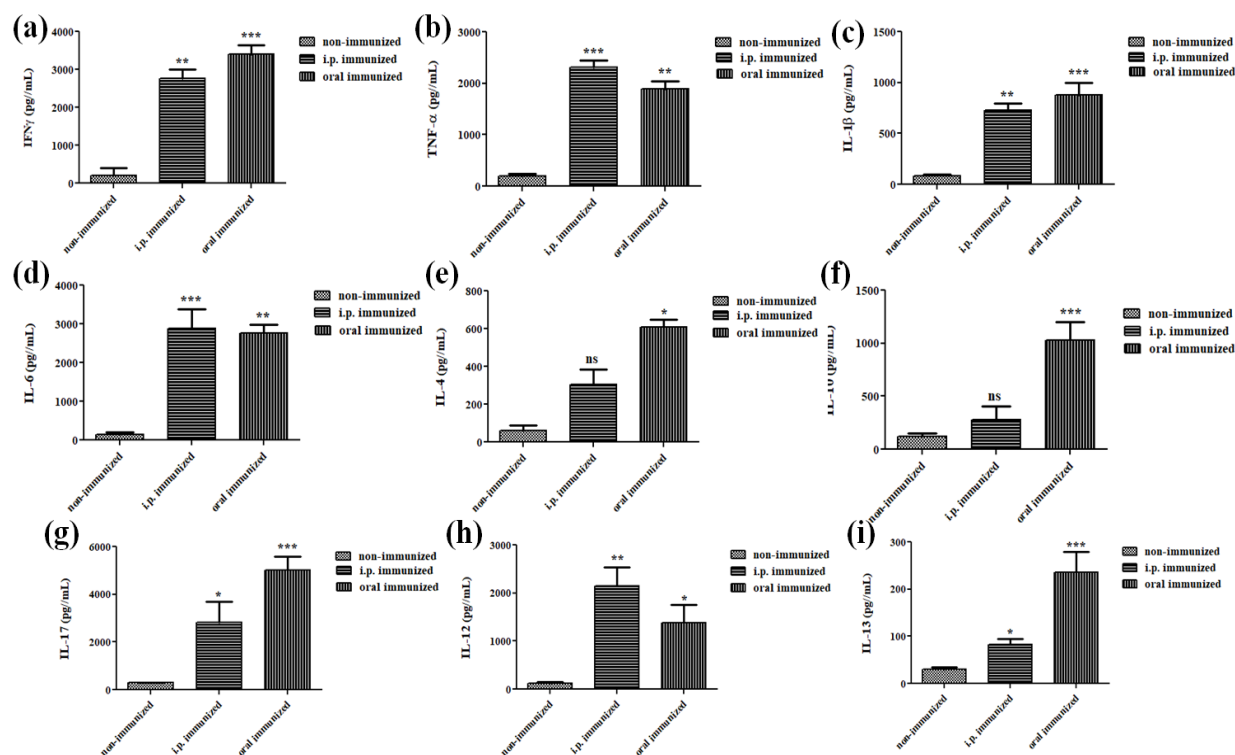 (a)
IFNγ (pg//mL)
4000
3000
2000
1000
0
**
***
non-immunized
i.p. immunized
oral immunized
non-immunized
i.p. immunized
oral immunized
(b)
TNF-α (pg//mL)
3000
2000
1000
0
***
**
non-immunized
i.p. immunized
oral immunized
non-immunized
i.p. immunized
oral immunized
(c)
IL-1β (pg//mL)
1500
1000
500
0
**
***
non-immunized
i.p. immunized
oral immunized
non-immunized
i.p. immunized
oral immunized
(d)
IL-6 (pg//mL)
4000
3000
2000
1000
0
***
**
non-immunized
i.p. immunized
oral immunized
non-immunized
i.p. immunized
oral immunized
(e)
IL-4 (pg//mL)
800
600
400
200
0
ns
*
non-immunized
i.p. immunized
oral immunized
non-immunized
i.p. immunized
oral immunized
(f)
IL-10 (pg//mL)
1500
1000
500
0
ns
***
non-immunized
i.p. immunized
oral immunized
non-immunized
i.p. immunized
oral immunized
(g)
IL-17 (pg//mL)
6000
4000
2000
0
*
***
non-immunized
i.p. immunized
oral immunized
non-immunized
i.p. immunized
oral immunized
(h)
IL-12 (pg//mL)
3000
2000
1000
0
**
*
non-immunized
i.p. immunized
oral immunized
non-immunized
i.p. immunized
oral immunized
(i)
IL-13 (pg//mL)
300
200
100
0
*
***
non-immunized
i.p. immunized
oral immunized
non-immunized
i.p. immunized
oral immunized